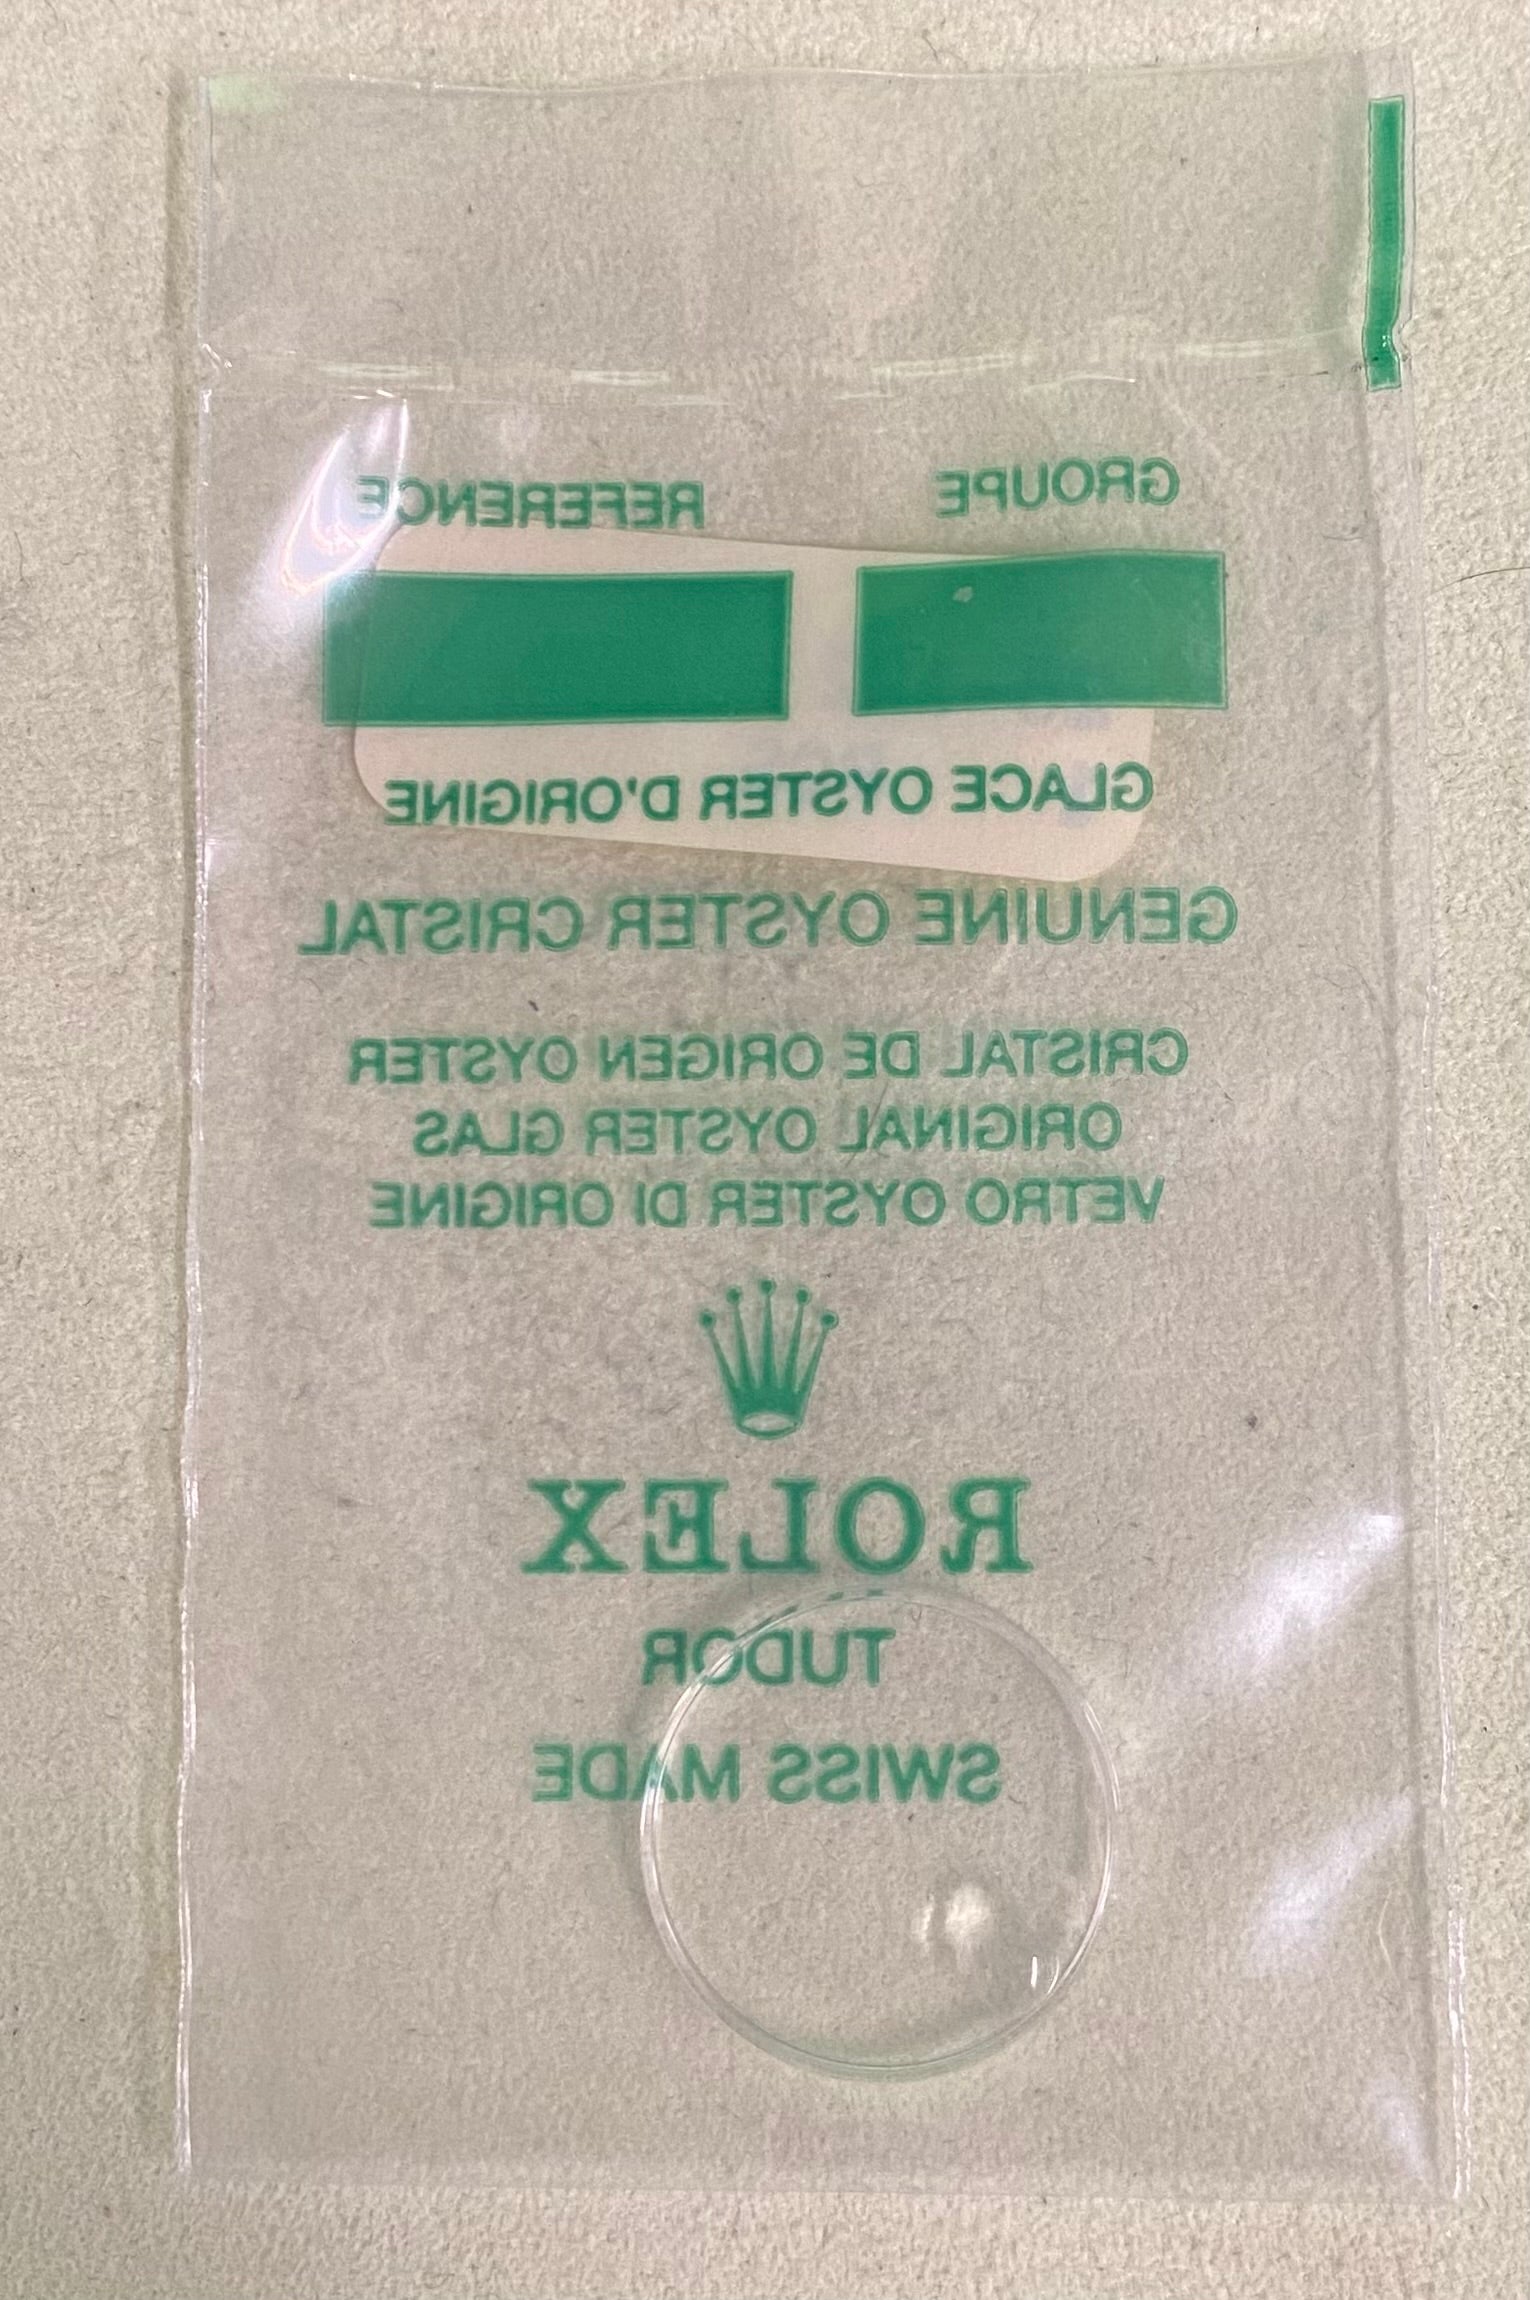 GROUPE REFERENCE
GLACE OYSTER D'ORIGINE
GENUINE OYSTER CRISTAL
CRISTAL DE ORIGEN OYSTER
ORIGINAL OYSTER GLAS
VETRO OYSTER DI ORIGINE
ROLEX
TUDOR
SWISS MADE